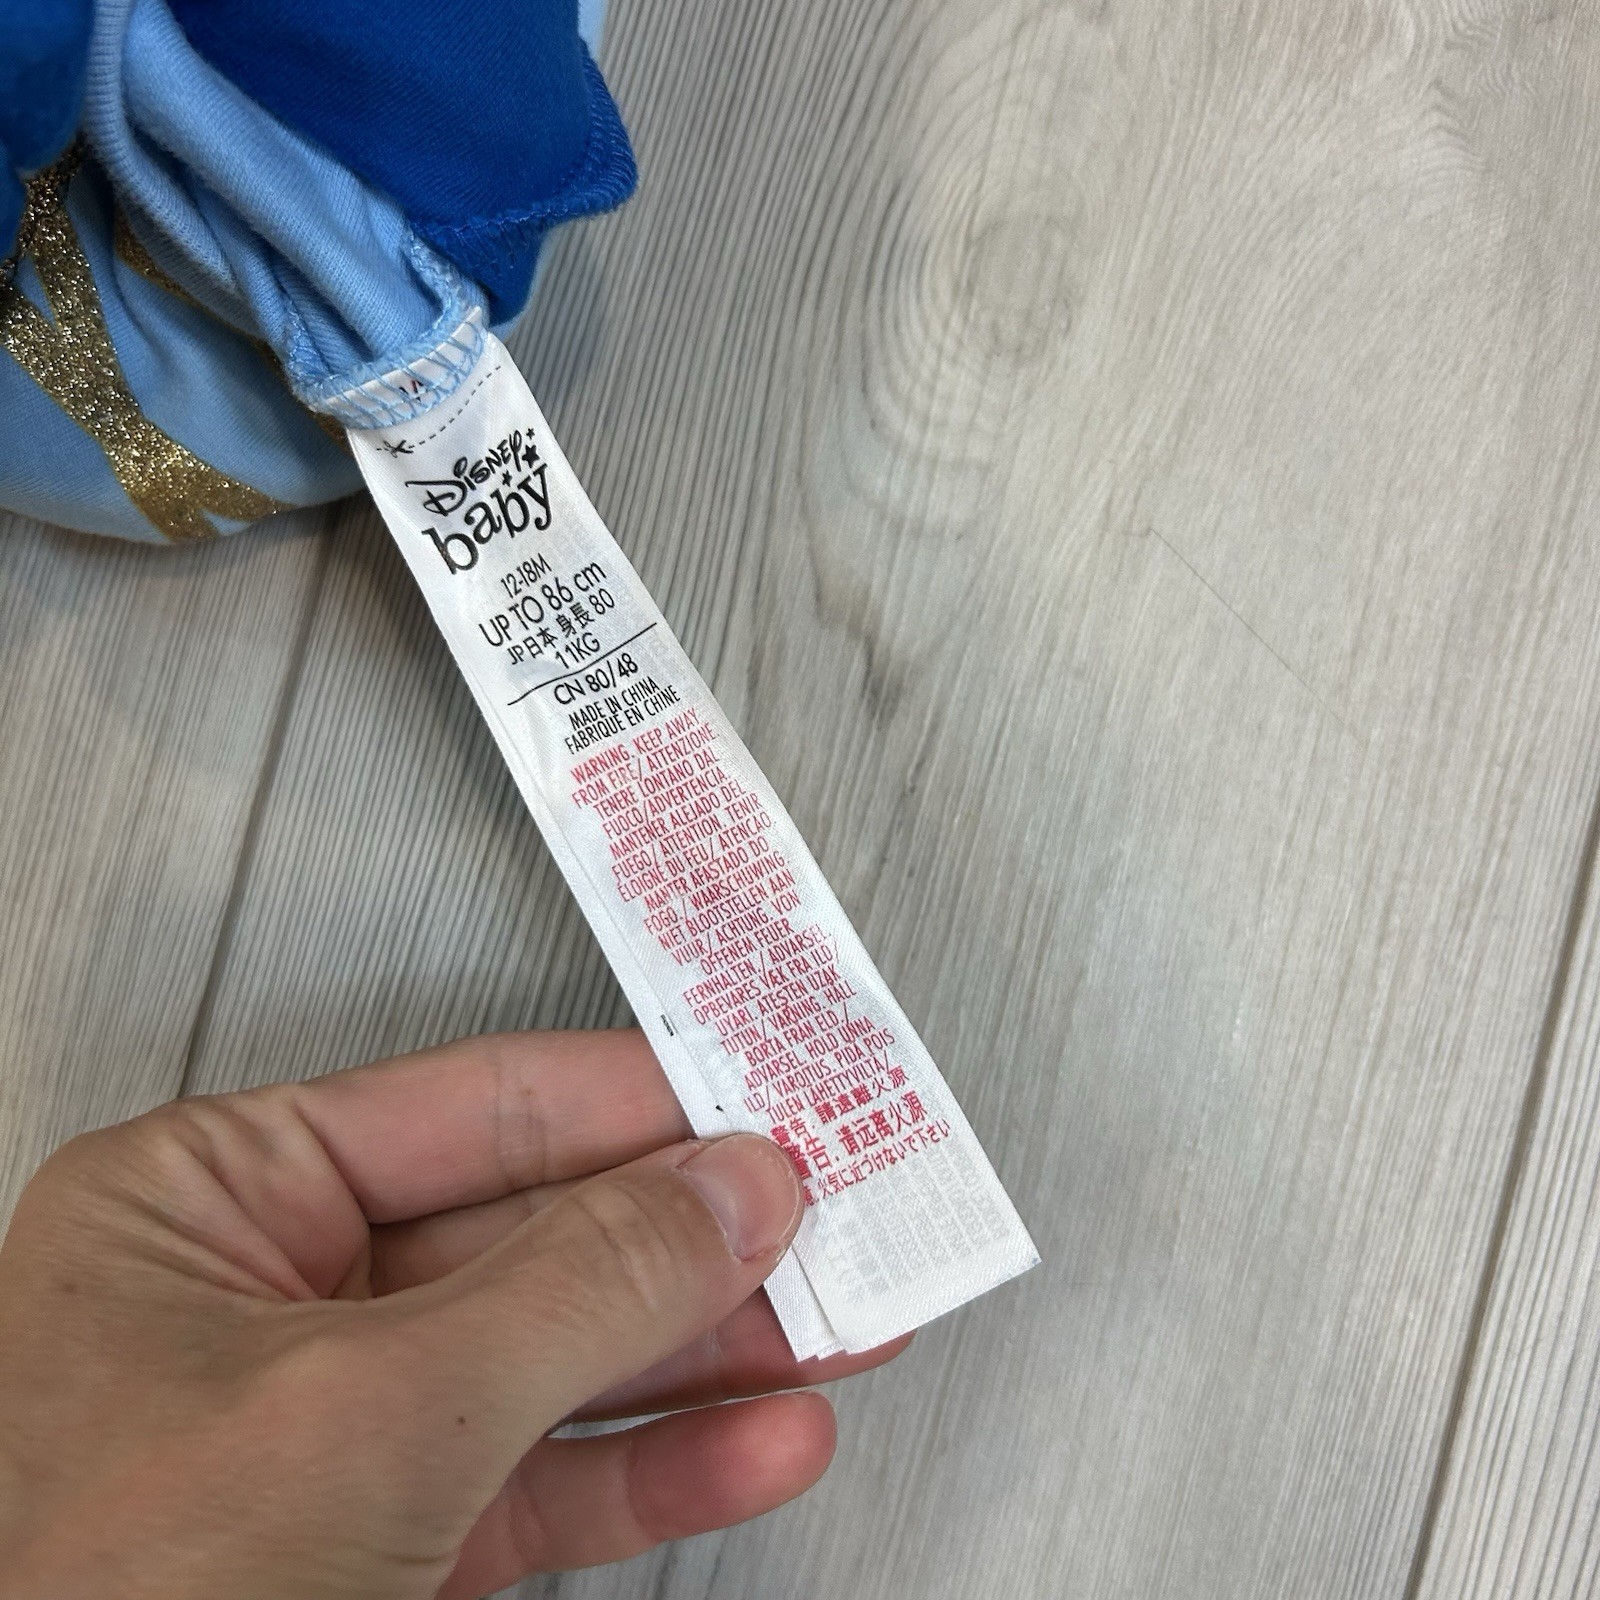 Disney
baby
12-18M
UP TO 86 cm
JP日本 身長 80
11KG
CN 80/48
MADE IN CHINA
FABRIQUE EN CHINE
WARNING. KEEP AWAY
FROM FIRE/ ATTENZIONE.
TENERE LONTANO DAL
FUOCO/ADVERTENCIA.
MANTENER ALEJADO DEL
FUEGO/ ATTENTION. TENIR
ÉLOIGNÉ DU FEU/ ATENÇÃO.
MANTER AFASTADO DO
FOGO./ WAARSCHUWING.
NIET BLOOTSTELLEN AAN
VUUR/ ACHTUNG. VON
OFFENEM FEUER
FERNHALTEN / ADVARSEL.
OPBEVARES VÆK FRA ILD/
UYARI. ATEŞTEN UZAK
TUTUN/ VARNING. HÅLL
BORTA FRÅN ELD./
ADVARSEL. HOLD UNNA
ILD/ VAROITUS. PIDÄ POIS
TULEN LÄHETTYVILTÄ/
警告: 請遠離火源
警告. 请远离火源
火気に近づけないで下さい